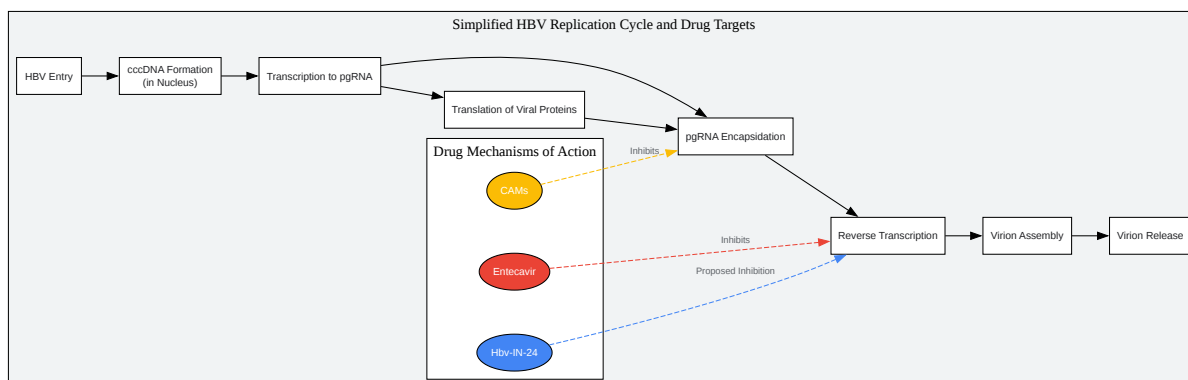 Simplified HBV Replication Cycle and Drug Targets
HBV Entry
cccDNA Formation
(in Nucleus)
Transcription to pgRNA
Translation of Viral Proteins
pgRNA Encapsidation
Drug Mechanisms of Action
Inhibits
CAMs
Reverse Transcription
Virion Assembly
Virion Release
Inhibits
Entecavir
Proposed Inhibition
Hbv-IN-24